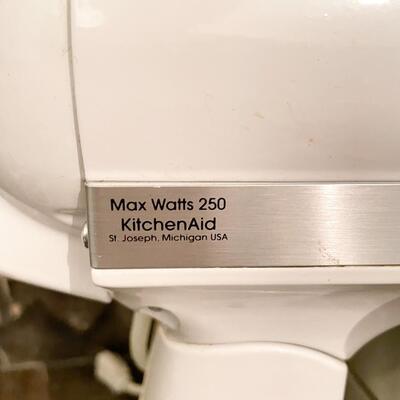 Max Watts 250
KitchenAid
St. Joseph, Michigan USA